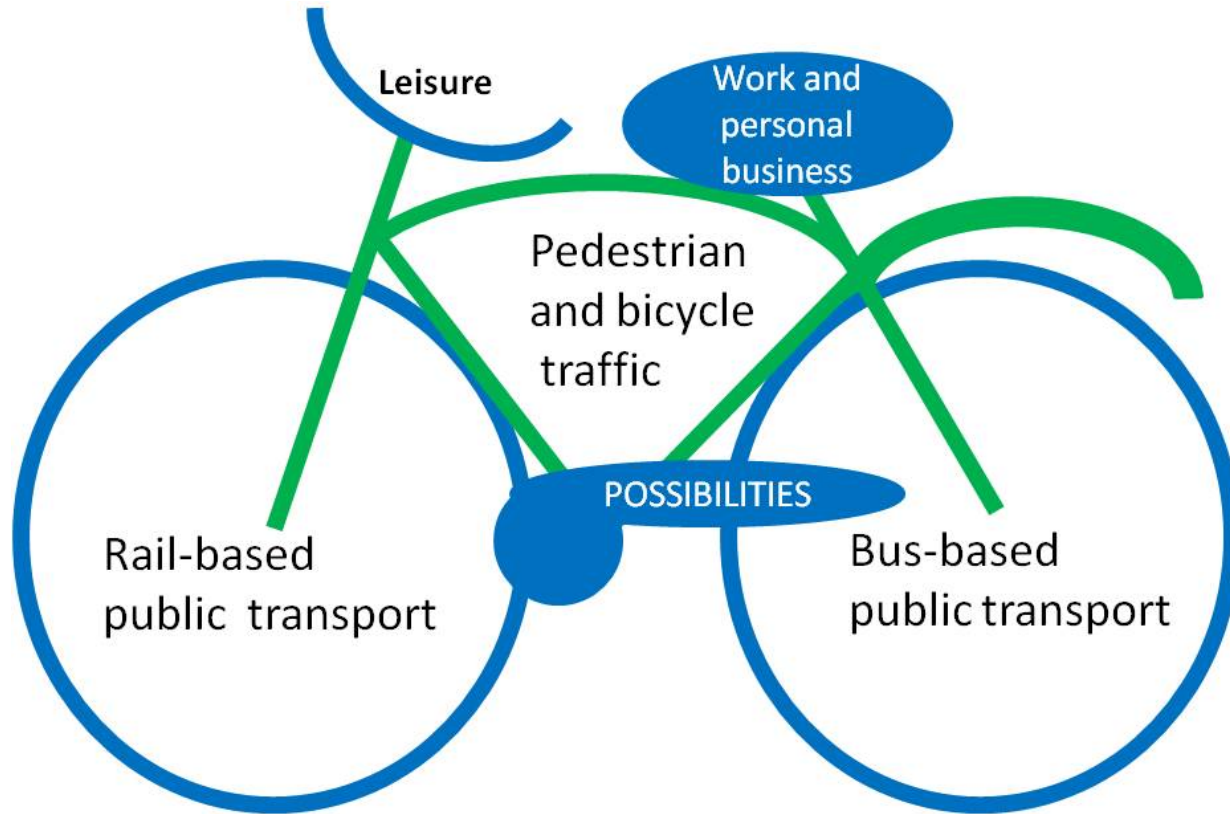 Leisure
Work and
personal
business
Pedestrian
and bicycle
traffic
POSSIBILITIES
Rail-based
public transport
Bus-based
public transport